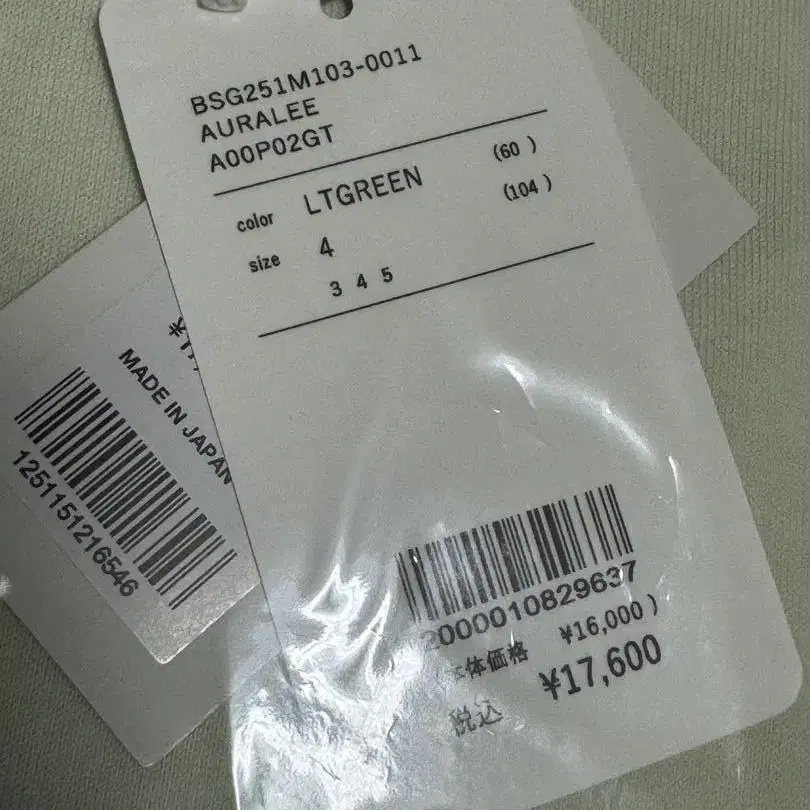 BSG251M103-0011
AURALEE
A00P02GT
color LTGREEN (60 )
size 4 (104 )
3 4 5
MADE IN JAPAN
1251151216546
2000010829637
体価格 ¥16,000 )
税込 ¥17,600